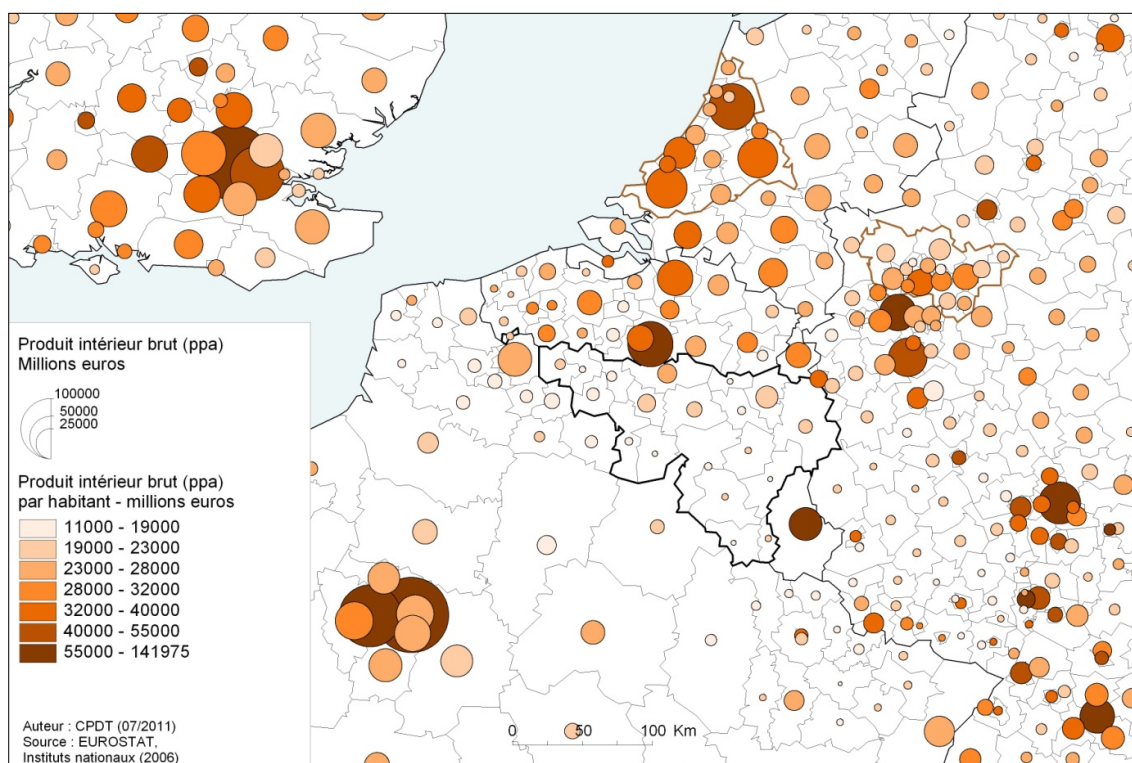 Produit intérieur brut (ppa)
Millions euros
100000
50000
25000
Produit intérieur brut (ppa)
par habitant - millions euros
11000 - 19000
19000 - 23000
23000 - 28000
28000 - 32000
32000 - 40000
40000 - 55000
55000 - 141975
Auteur : CPDT (07/2011)
Source : EUROSTAT,
Instituts nationaux (2006)
0 50 100 Km